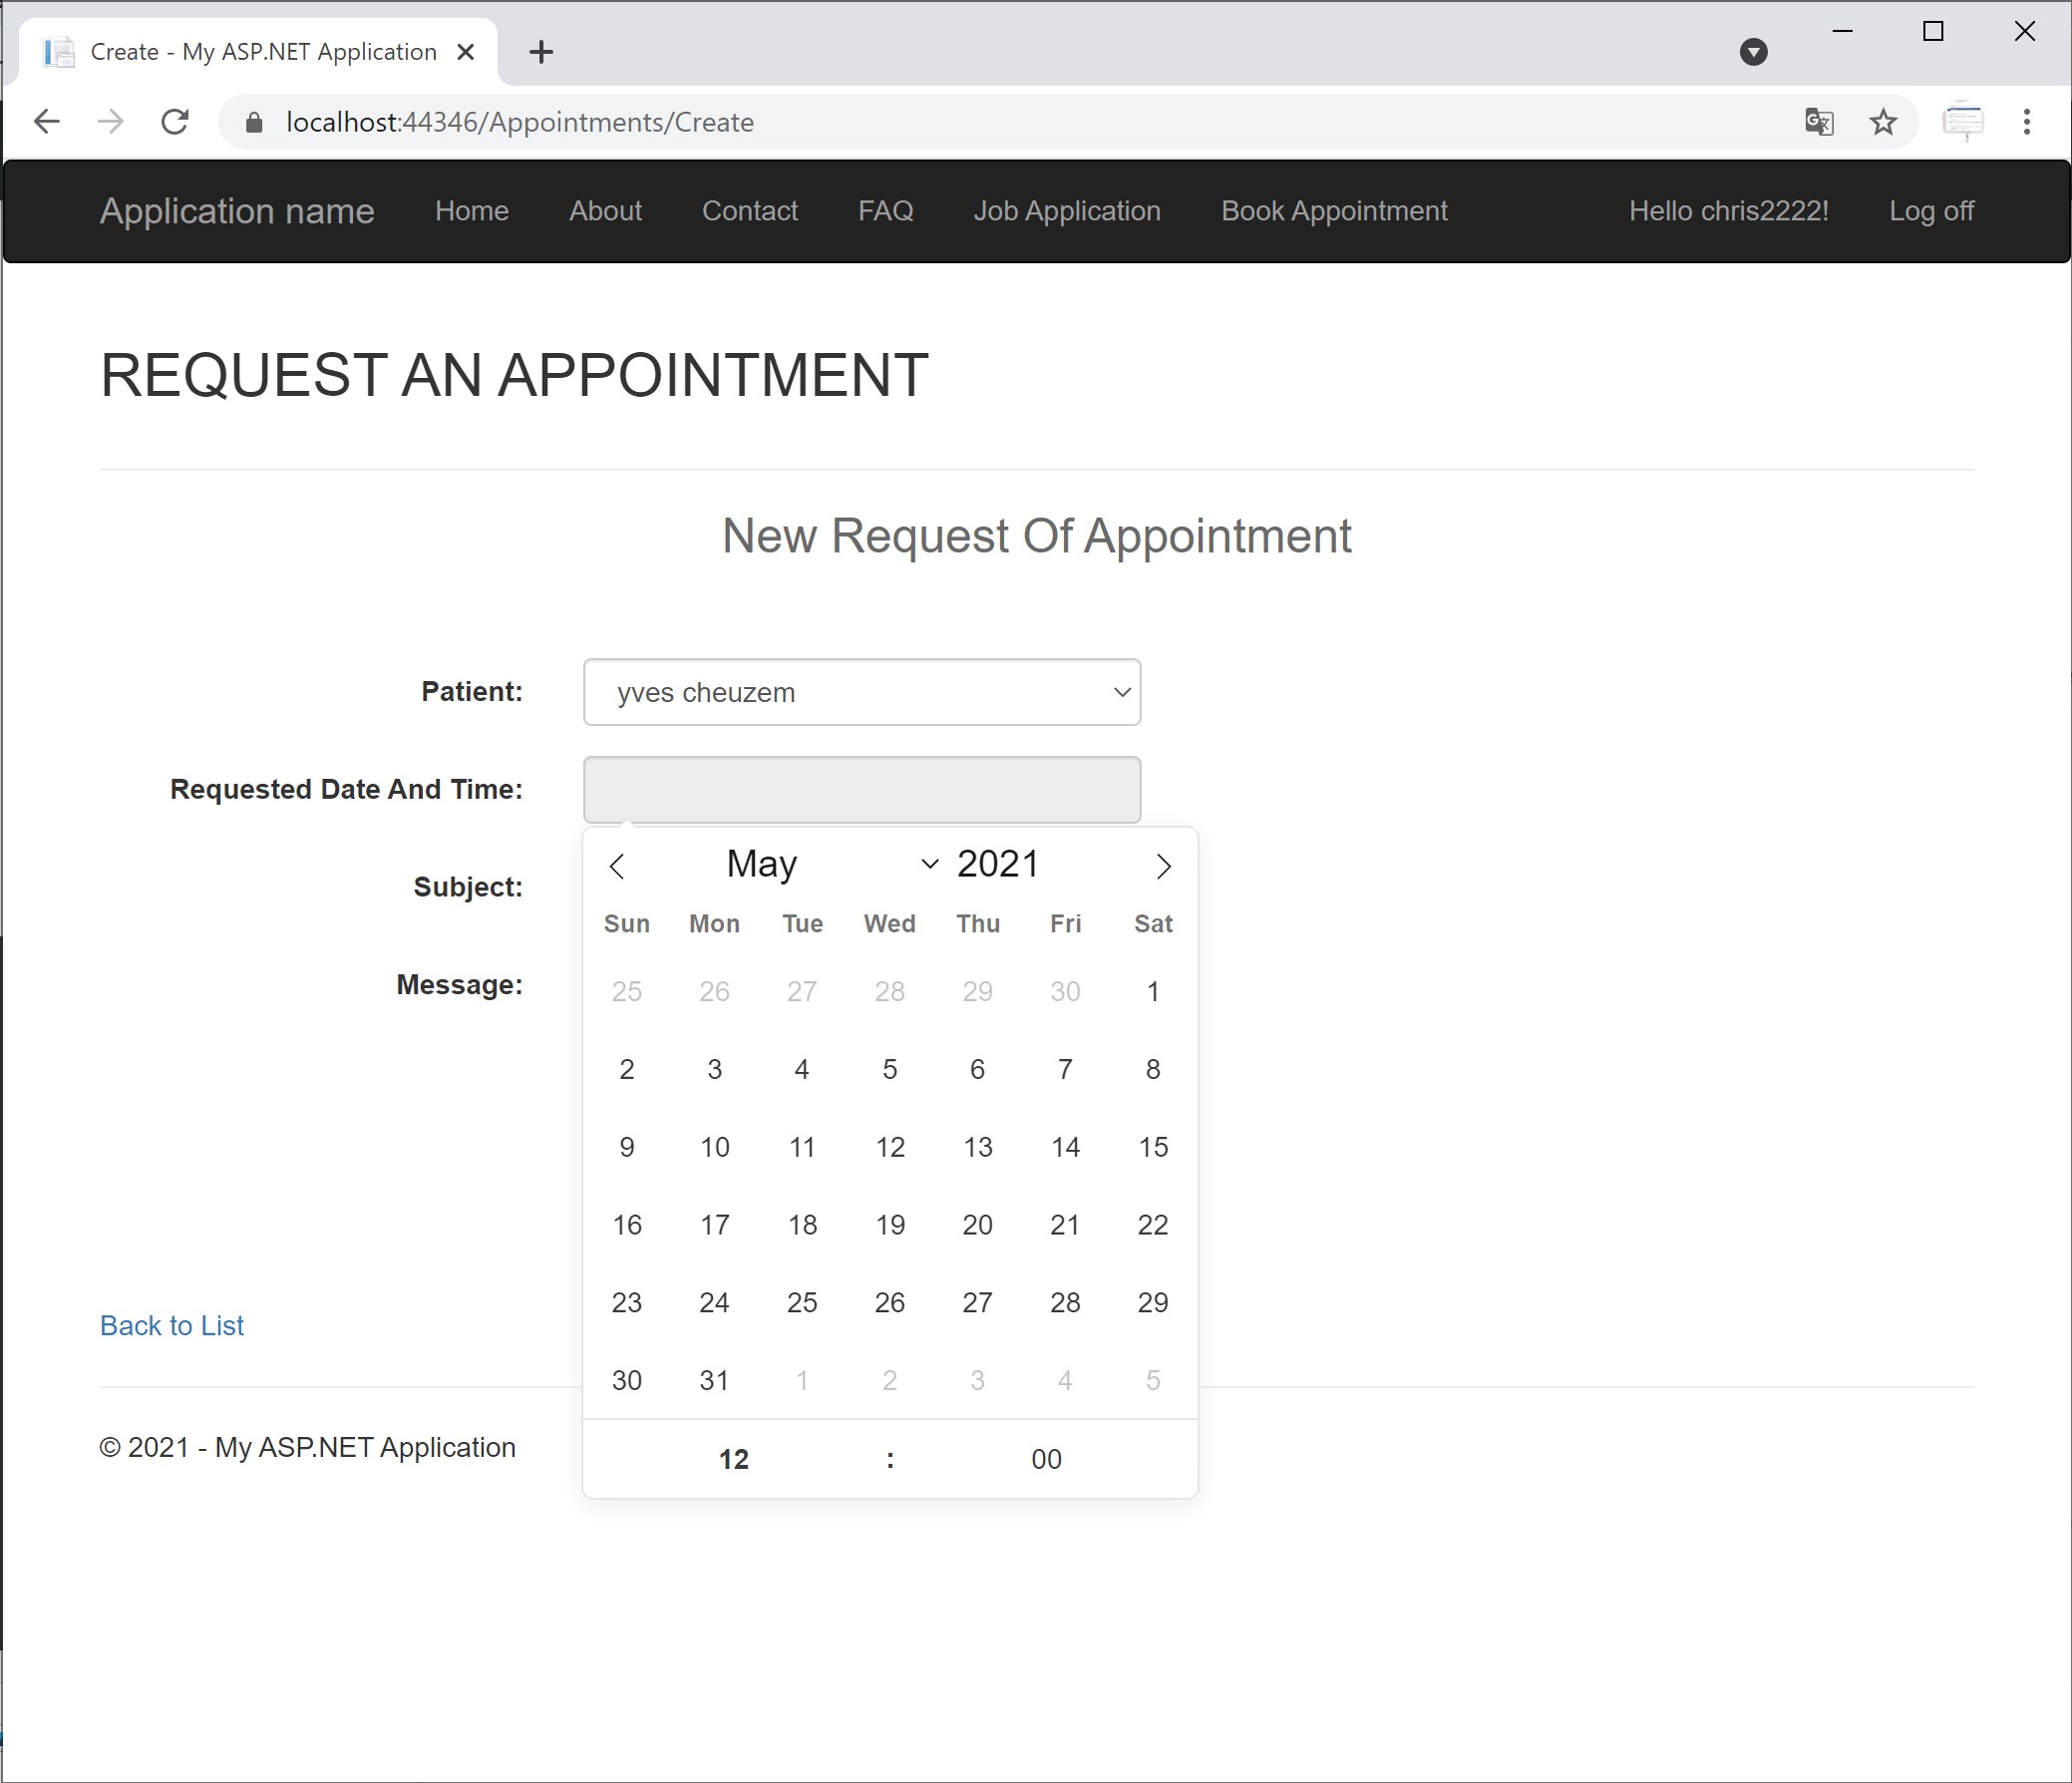 Create - My ASP.NET Application
localhost:44346/Appointments/Create
Application name Home About Contact FAQ Job Application Book Appointment Hello chris2222! Log off
REQUEST AN APPOINTMENT
New Request Of Appointment
Patient: yves cheuzem
Requested Date And Time:
Subject:
Message:
May 2021
Sun Mon Tue Wed Thu Fri Sat
25 26 27 28 29 30 1
2 3 4 5 6 7 8
9 10 11 12 13 14 15
16 17 18 19 20 21 22
23 24 25 26 27 28 29
30 31 1 2 3 4 5
12 : 00
Back to List
© 2021 - My ASP.NET Application